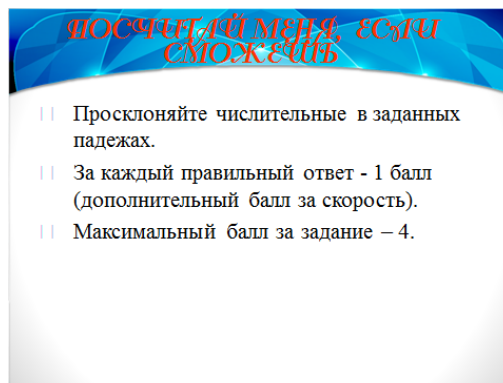 ПОСЧИТАЙ МЕНЯ, ЕСЛИ
СМОЖЕШЬ
Просклоняйте числительные в заданных
падежах.
За каждый правильный ответ - 1 балл
(дополнительный балл за скорость).
Максимальный балл за задание – 4.